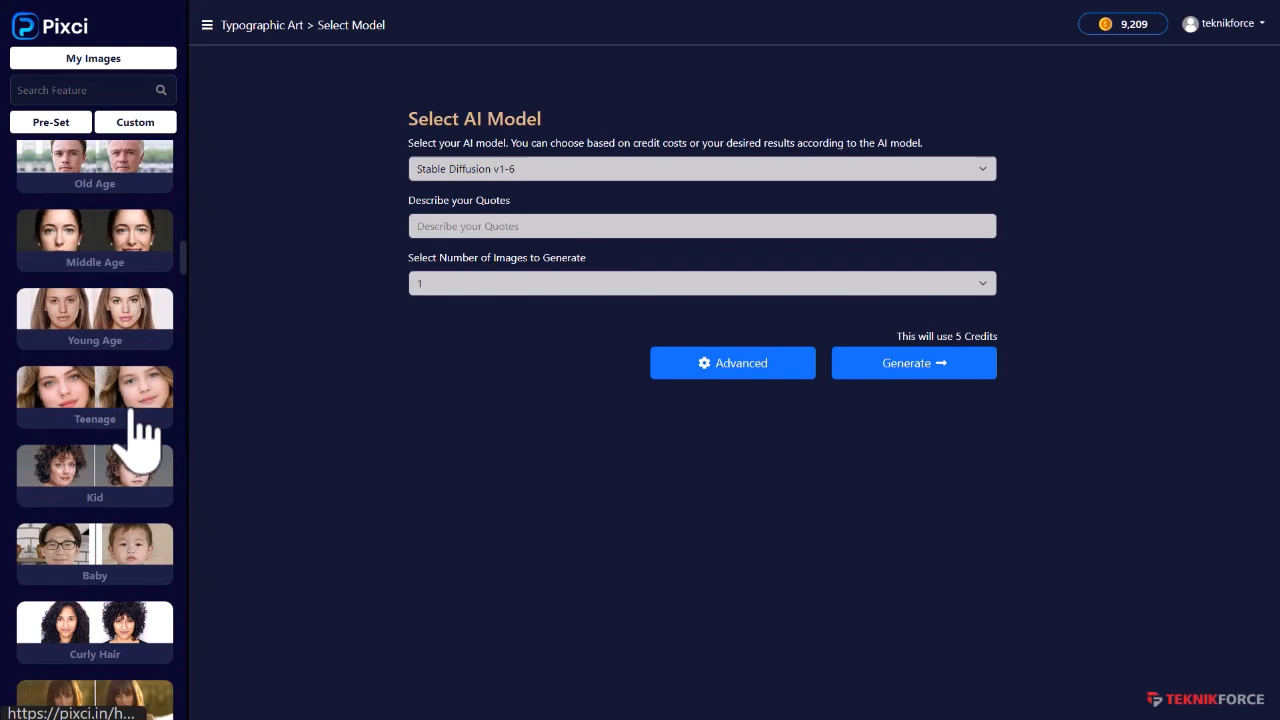 Pixci
My Images
Search Feature
Pre-Set
Custom
Old Age
Middle Age
Young Age
Teenage
Kid
Baby
Curly Hair
https://pixci.in/h...
Typographic Art > Select Model
9,209
teknikforce
Select AI Model
Select your AI model. You can choose based on credit costs or your desired results according to the AI model.
Stable Diffusion v1-6
Describe your Quotes
Describe your Quotes
Select Number of Images to Generate
1
This will use 5 Credits
Advanced
Generate
TEKNIKFORCE